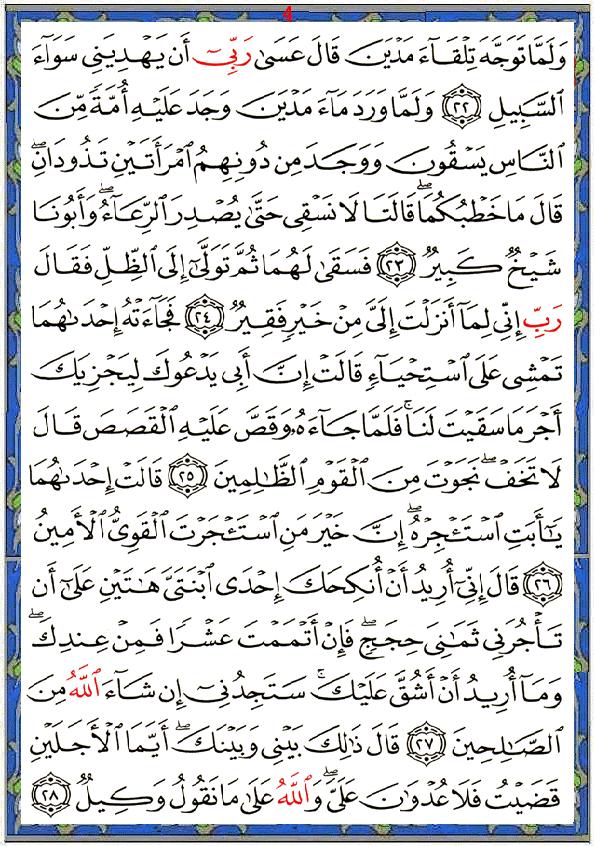 4
وَلَمَّا تَوَجَّهَ تِلۡقَآءَ مَدۡيَنَ قَالَ عَسَىٰ رَبِّيٓ أَن يَهۡدِيَنِي سَوَآءَ
ٱلسَّبِيلِ ٢٢ وَلَمَّا وَرَدَ مَآءَ مَدۡيَنَ وَجَدَ عَلَيۡهِ أُمَّةٗ مِّنَ
ٱلنَّاسِ يَسۡقُونَ وَوَجَدَ مِن دُونِهِمُ ٱمۡرَأَتَيۡنِ تَذُودَانِۖ
قَالَ مَا خَطۡبُكُمَاۖ قَالَتَا لَا نَسۡقِي حَتَّىٰ يُصۡدِرَ ٱلرِّعَآءُۖ وَأَبُونَا
شَيۡخٞ كَبِيرٞ ٢٣ فَسَقَىٰ لَهُمَا ثُمَّ تَوَلَّىٰٓ إِلَى ٱلظِّلِّ فَقَالَ
رَبِّ إِنِّي لِمَآ أَنزَلۡتَ إِلَيَّ مِنۡ خَيۡرٖ فَقِيرٞ ٢٤ فَجَآءَتۡهُ إِحۡدَىٰهُمَا
تَمۡشِي عَلَى ٱسۡتِحۡيَآءٖ قَالَتۡ إِنَّ أَبِي يَدۡعُوكَ لِيَجۡزِيَكَ
أَجۡرَ مَا سَقَيۡتَ لَنَاۚ فَلَمَّا جَآءَهُۥ وَقَصَّ عَلَيۡهِ ٱلۡقَصَصَ قَالَ
لَا تَخَفۡۖ نَجَوۡتَ مِنَ ٱلۡقَوۡمِ ٱلظَّٰلِمِينَ ٢٥ قَالَتۡ إِحۡدَىٰهُمَا
يَٰٓأَبَتِ ٱسۡتَـٔۡجِرۡهُۖ إِنَّ خَيۡرَ مَنِ ٱسۡتَـٔۡجَرۡتَ ٱلۡقَوِيُّ ٱلۡأَمِينُ
٢٦ قَالَ إِنِّيٓ أُرِيدُ أَنۡ أُنكِحَكَ إِحۡدَى ٱبۡنَتَيَّ هَٰتَيۡنِ عَلَىٰٓ أَن
تَأۡجُرَنِي ثَمَٰنِيَ حِجَجٖۖ فَإِنۡ أَتۡمَمۡتَ عَشۡرٗا فَمِنۡ عِندِكَۖ
وَمَآ أُرِيدُ أَنۡ أَشُقَّ عَلَيۡكَۚ سَتَجِدُنِيٓ إِن شَآءَ ٱللَّهُ مِنَ
ٱلصَّٰلِحِينَ ٢٧ قَالَ ذَٰلِكَ بَيۡنِي وَبَيۡنَكَۖ أَيَّمَا ٱلۡأَجَلَيۡنِ
قَضَيۡتُ فَلَا عُدۡوَٰنَ عَلَيَّۖ وَٱللَّهُ عَلَىٰ مَا نَقُولُ وَكِيلٞ ٢٨